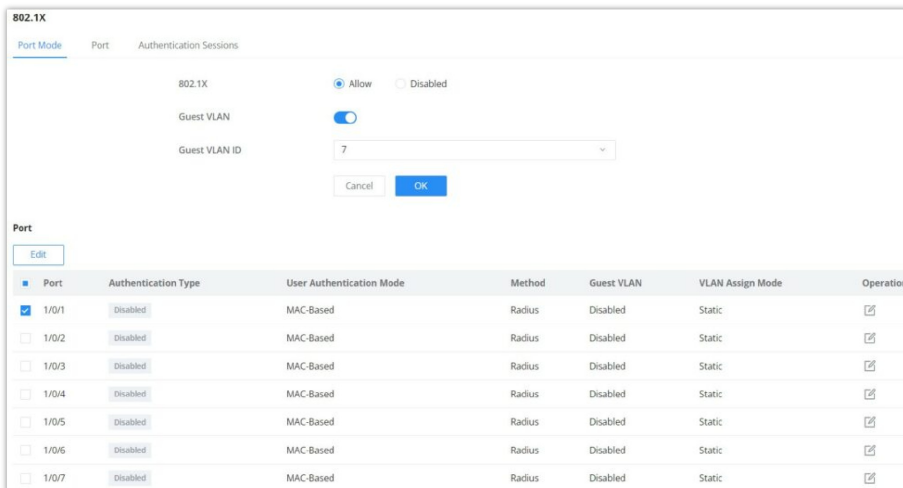 802.1X
Port Mode Port Authentication Sessions
802.1X Allow Disabled
Guest VLAN
Guest VLAN ID 7
Cancel OK
Port
Edit
Port Authentication Type User Authentication Mode Method Guest VLAN VLAN Assign Mode Operatio
1/0/1 Disabled MAC-Based Radius Disabled Static
1/0/2 Disabled MAC-Based Radius Disabled Static
1/0/3 Disabled MAC-Based Radius Disabled Static
1/0/4 Disabled MAC-Based Radius Disabled Static
1/0/5 Disabled MAC-Based Radius Disabled Static
1/0/6 Disabled MAC-Based Radius Disabled Static
1/0/7 Disabled MAC-Based Radius Disabled Static